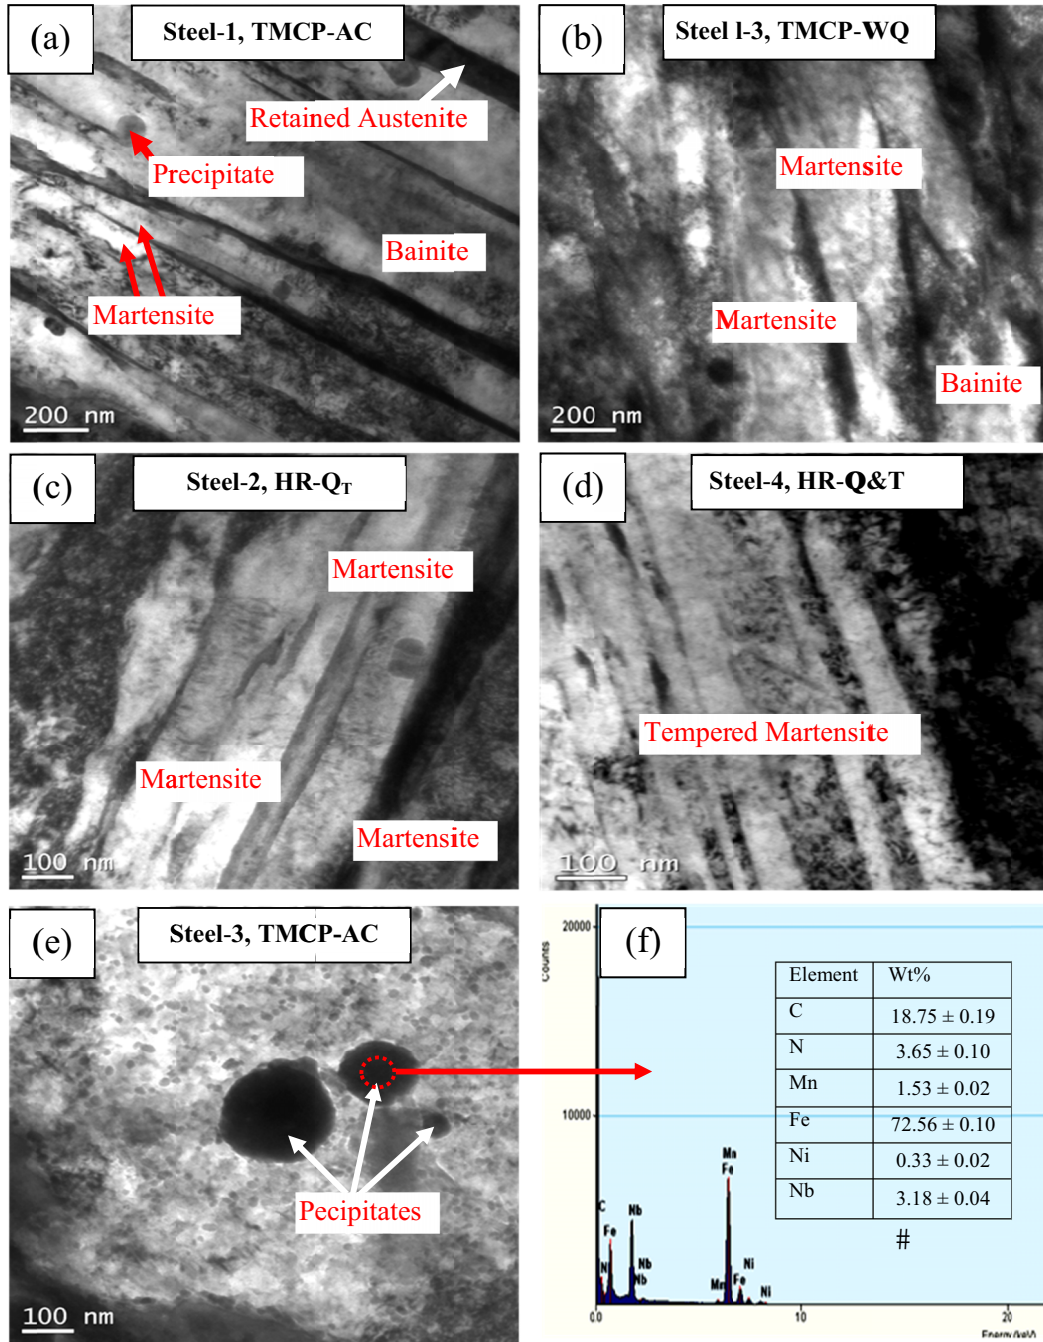 (a)
Steel-1, TMCP-AC
Retained Austenite
Precipitate
Bainite
Martensite
200 nm
(b)
Steel l-3, TMCP-WQ
Martensite
Martensite
Bainite
200 nm
(c)
Steel-2, HR-QT
Martensite
Martensite
Martensite
100 nm
(d)
Steel-4, HR-Q&T
Tempered Martensite
100 nm
(e)
Steel-3, TMCP-AC
Pecipitates
100 nm
(f)
20000
Counts
10000
Element Wt%
C 18.75 ± 0.19
N 3.65 ± 0.10
Mn 1.53 ± 0.02
Fe 72.56 ± 0.10
Ni 0.33 ± 0.02
Nb 3.18 ± 0.04
#
Mn
Fe
C
Fe
N
Nb
Nb
Nb
Mn
Fe
Ni
Ni
0.0
10
20
Energy (keV)